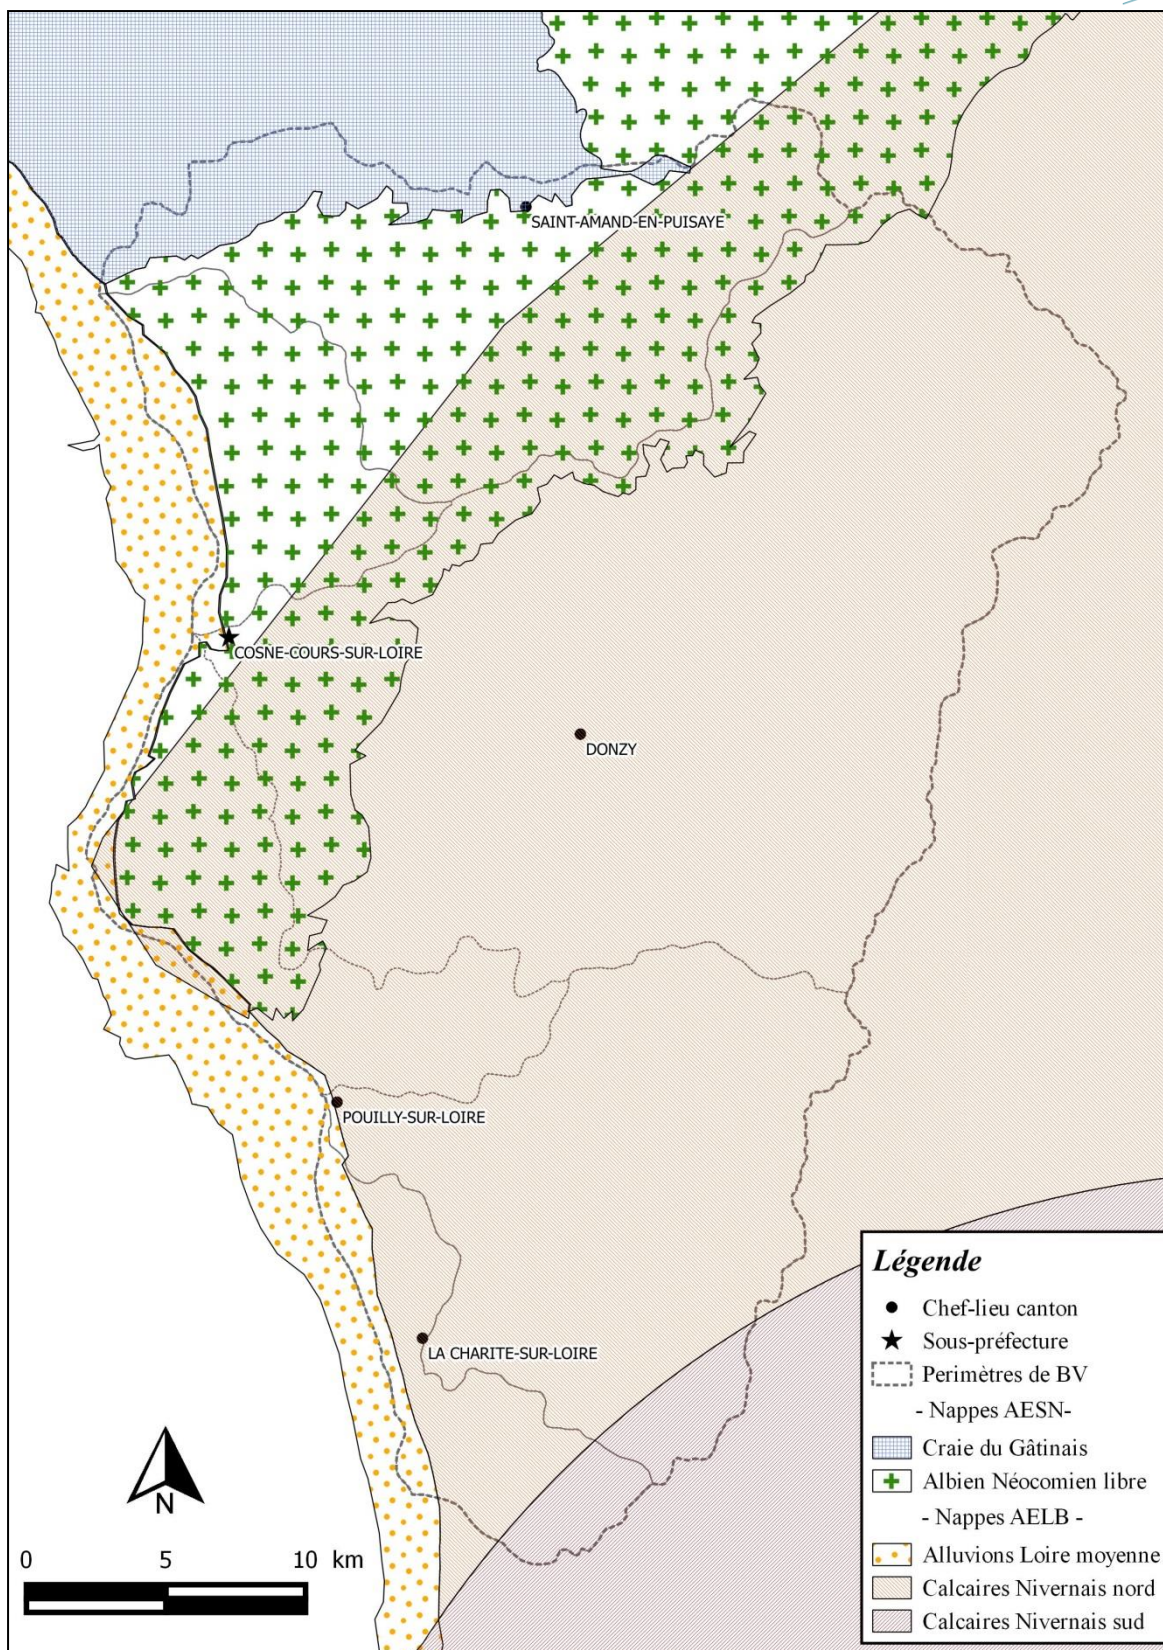 SAINT-AMAND-EN-PUISAYE
COSNE-COURS-SUR-LOIRE
DONZY
POUILLY-SUR-LOIRE
LA CHARITE-SUR-LOIRE
N
0 5 10 km
Légende
Chef-lieu canton
Sous-préfecture
Perimètres de BV
- Nappes AESN-
Craie du Gâtinais
Albien Néocomien libre
- Nappes AELB -
Alluvions Loire moyenne
Calcaires Nivernais nord
Calcaires Nivernais sud